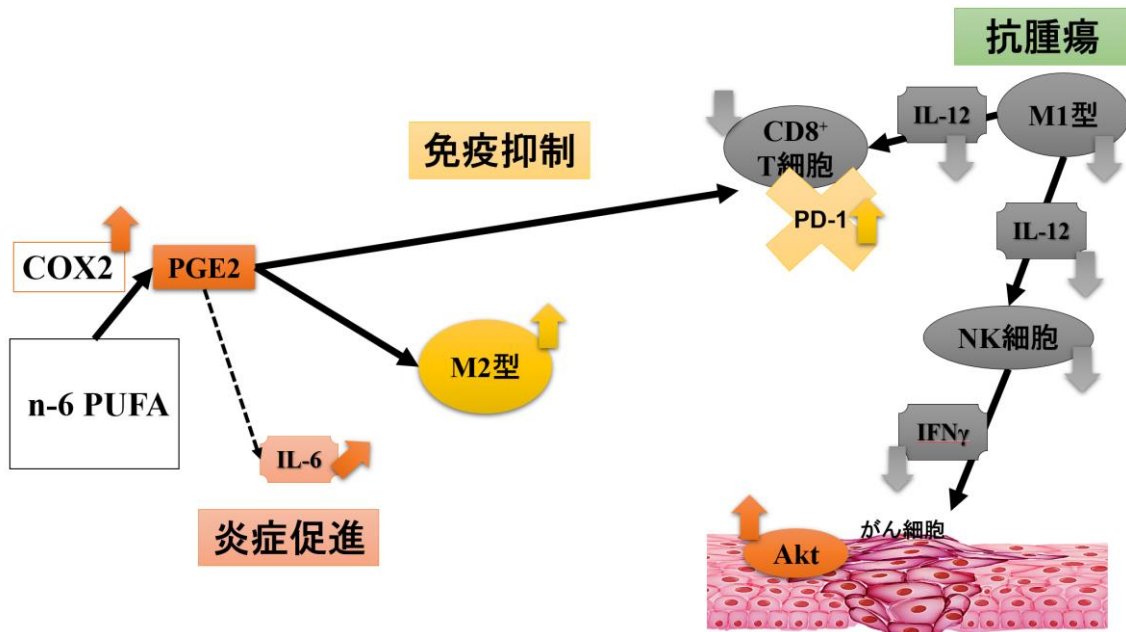 抗腫瘍
IL-12
M1型
CD8+
T細胞
免疫抑制
PD-1
IL-12
COX2
PGE2
NK細胞
M2型
n-6 PUFA
IFNγ
IL-6
炎症促進
がん細胞
Akt